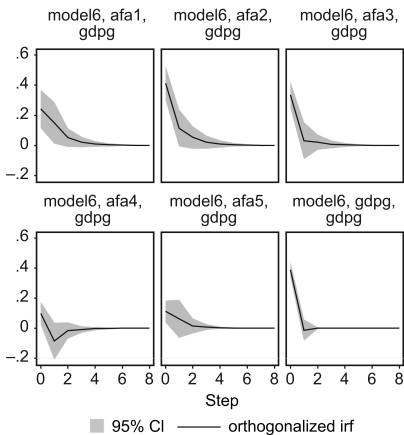 model6, afa1, gdpg
model6, afa2, gdpg
model6, afa3, gdpg
.6
.4
.2
0
–.2
model6, afa4, gdpg
model6, afa5, gdpg
model6, gdpg, gdpg
.6
.4
.2
0
–.2
0 2 4 6 8
0 2 4 6 8
0 2 4 6 8
Step
95% CI
orthogonalized irf